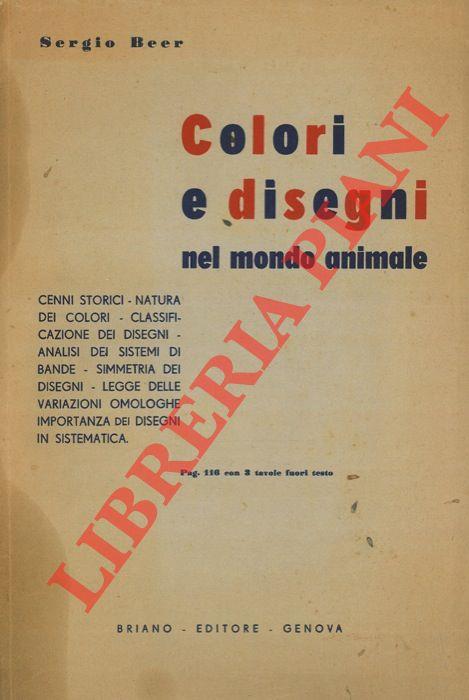 Sergio Beer
Colori
e disegni
nel mondo animale
CENNI STORICI - NATURA
DEI COLORI - CLASSIFI-
CAZIONE DEI DISEGNI -
ANALISI DEI SISTEMI DI
BANDE - SIMMETRIA DEI
DISEGNI - LEGGE DELLE
VARIAZIONI OMOLOGHE
IMPORTANZA DEI DISEGNI
IN SISTEMATICA.
Pag. 116 con 3 tavole fuori testo
BRIANO - EDITORE - GENOVA
LIBRERIA PIANI